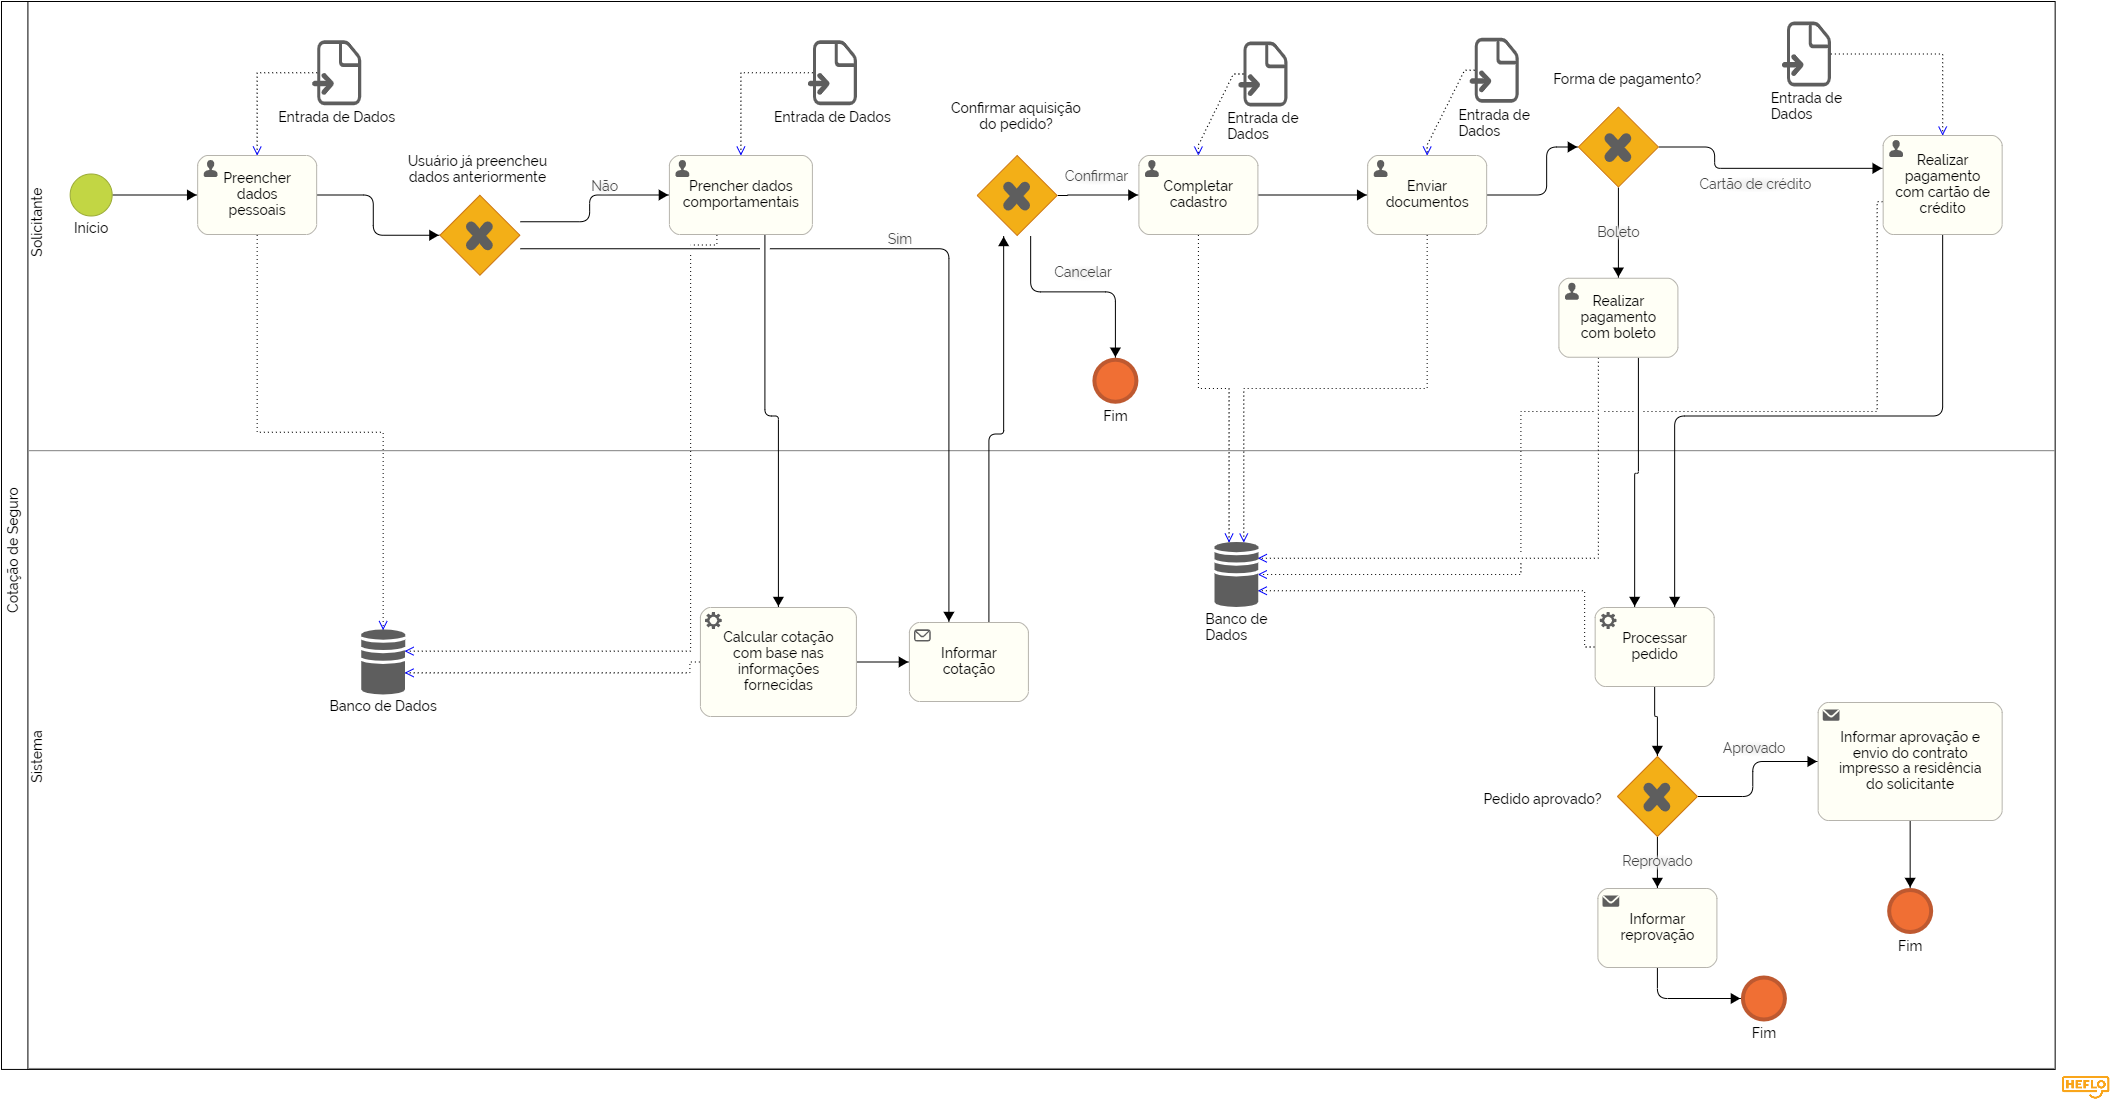 Cotação de Seguro
Solicitante
Sistema
Início
Entrada de Dados
Preencher
dados
pessoais
Usuário já preencheu
dados anteriormente
Não
Sim
Entrada de Dados
Prencher dados
comportamentais
Confirmar aquisição
do pedido?
Confirmar
Cancelar
Fim
Entrada de
Dados
Completar
cadastro
Entrada de
Dados
Enviar
documentos
Forma de pagamento?
Cartão de crédito
Boleto
Entrada de
Dados
Realizar
pagamento
com cartão de
crédito
Realizar
pagamento
com boleto
Banco de Dados
Calcular cotação
com base nas
informações
fornecidas
Informar
cotação
Banco de
Dados
Processar
pedido
Pedido aprovado?
Aprovado
Informar aprovação e
envio do contrato
impresso a residência
do solicitante
Reprovado
Informar
reprovação
Fim
Fim
HEFLO